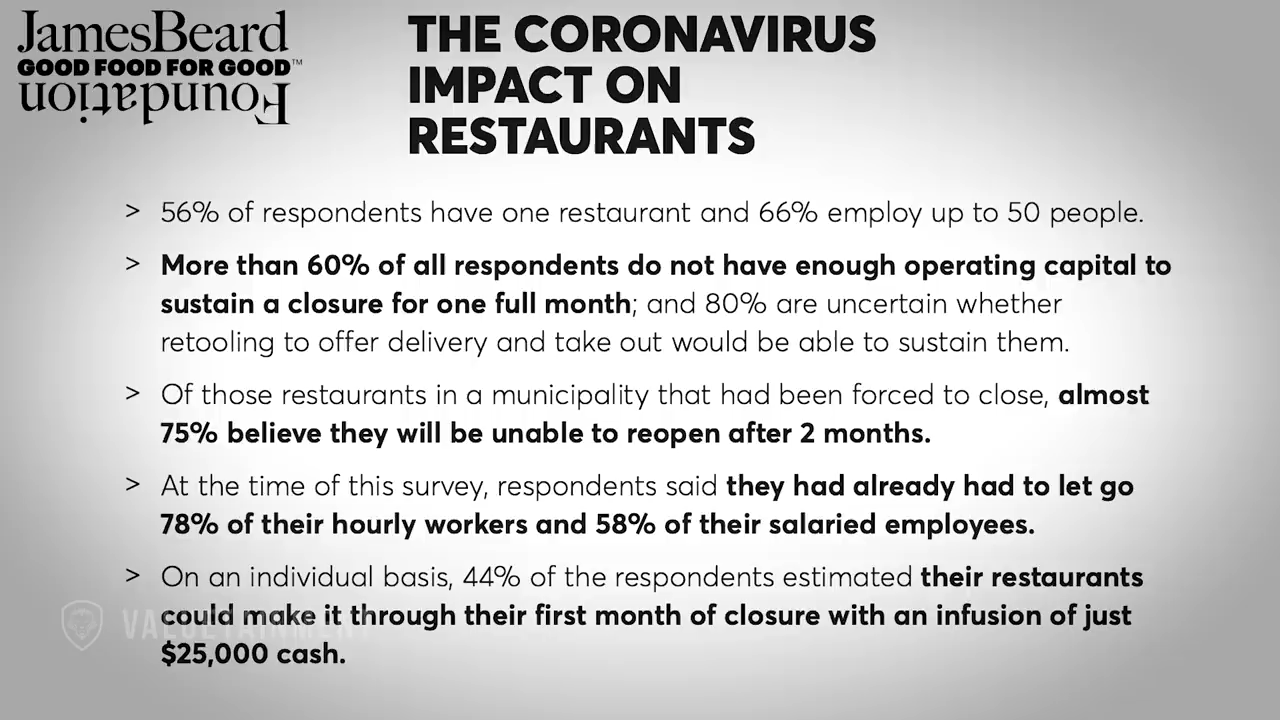 JamesBeard
GOOD FOOD FOR GOOD™
Foundation
THE CORONAVIRUS
IMPACT ON
RESTAURANTS
> 56% of respondents have one restaurant and 66% employ up to 50 people.
> More than 60% of all respondents do not have enough operating capital to
sustain a closure for one full month; and 80% are uncertain whether
retooling to offer delivery and take out would be able to sustain them.
> Of those restaurants in a municipality that had been forced to close, almost
75% believe they will be unable to reopen after 2 months.
> At the time of this survey, respondents said they had already had to let go
78% of their hourly workers and 58% of their salaried employees.
> On an individual basis, 44% of the respondents estimated their restaurants
could make it through their first month of closure with an infusion of just
VALUETAINMENT
$25,000 cash.